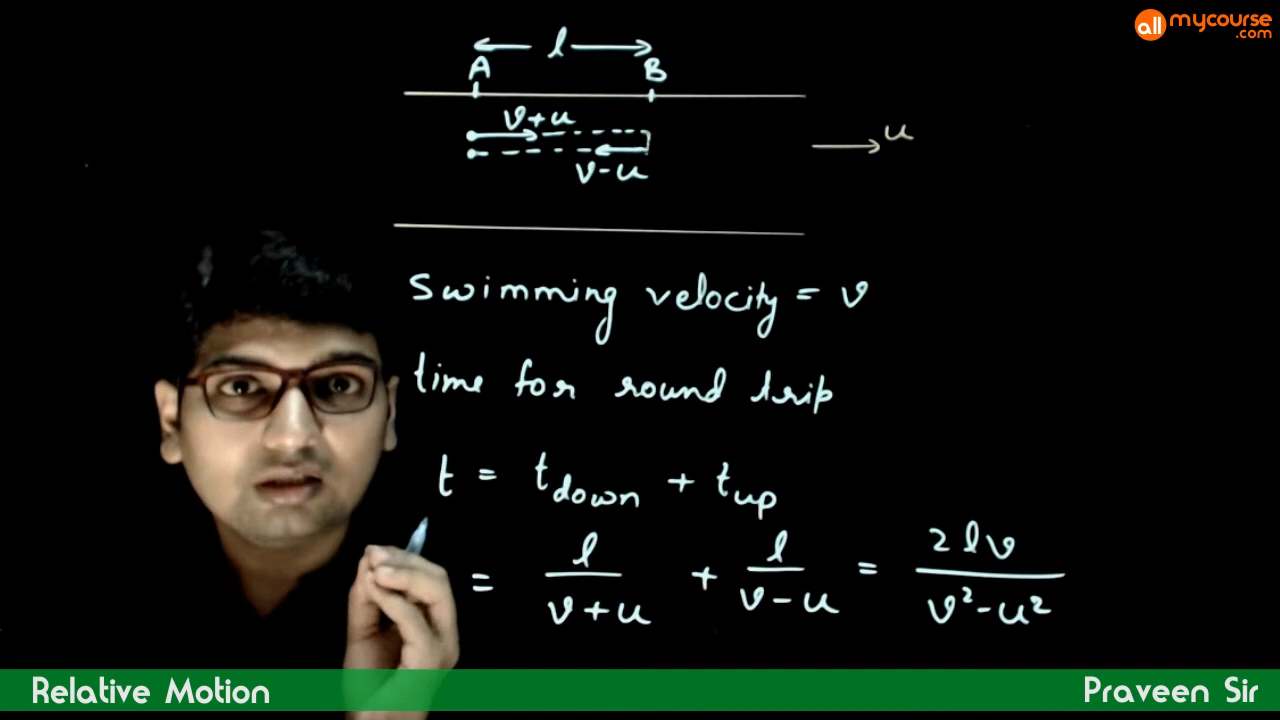 all mycourse
.com
l
A B
v+u
u
v-u
swimming velocity = v
time for round trip
t = t_down + t_up
= l/(v+u) + l/(v-u) = 2lv/(v²-u²)
Relative Motion Praveen Sir